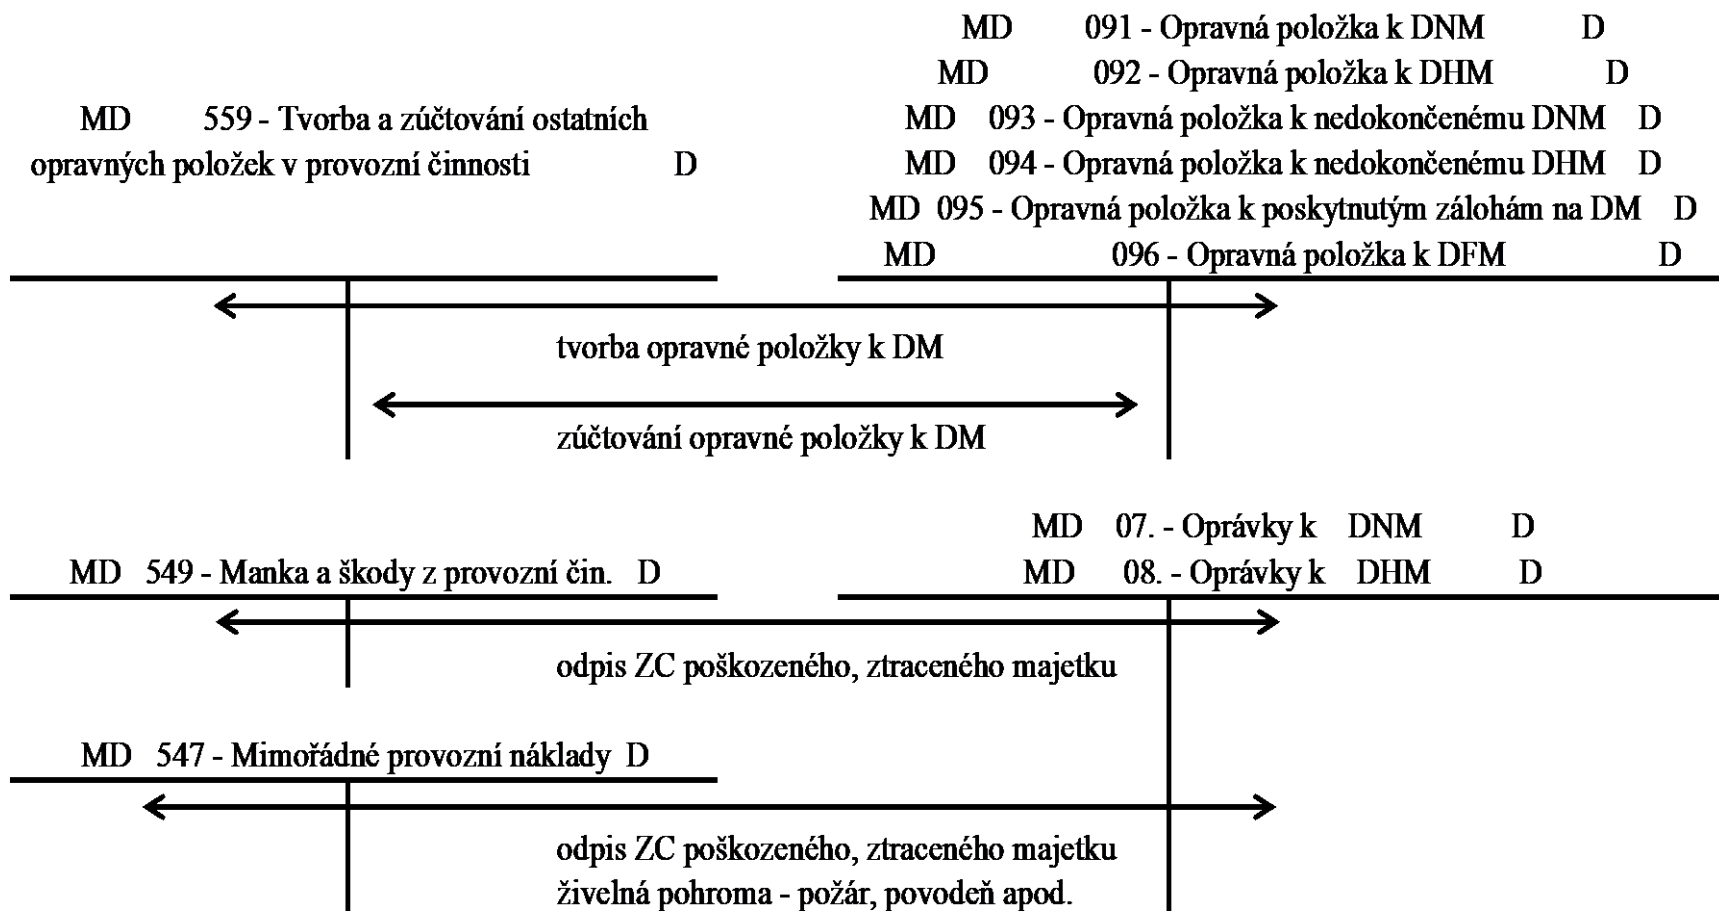 MD 559 - Tvorba a zúčtování ostatních
opravných položek v provozní činnosti D
MD 091 - Opravná položka k DNM D
MD 092 - Opravná položka k DHM D
MD 093 - Opravná položka k nedokončenému DNM D
MD 094 - Opravná položka k nedokončenému DHM D
MD 095 - Opravná položka k poskytnutým zálohám na DM D
MD 096 - Opravná položka k DFM D
tvorba opravné položky k DM
zúčtování opravné položky k DM
MD 549 - Manka a škody z provozní čin. D
MD 07. - Oprávky k DNM D
MD 08. - Oprávky k DHM D
odpis ZC poškozeného, ztraceného majetku
MD 547 - Mimořádné provozní náklady D
odpis ZC poškozeného, ztraceného majetku
živelná pohroma - požár, povodeň apod.